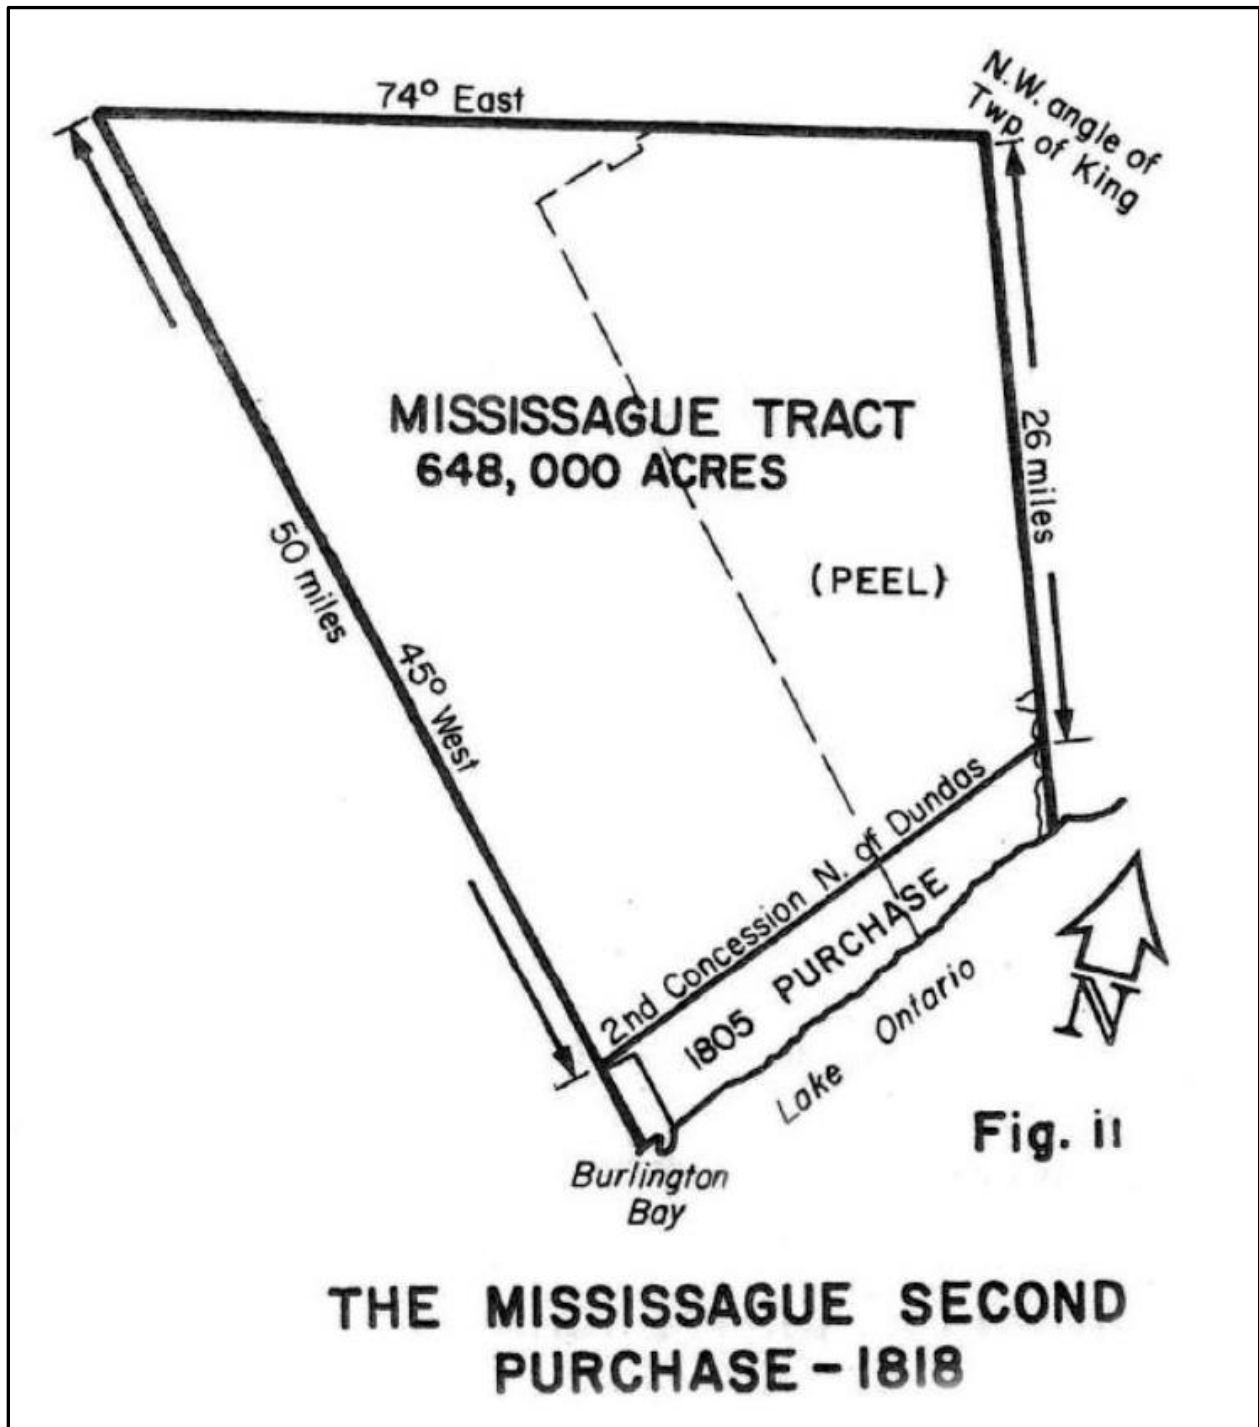 74° East
N.W. angle of
Twp. of King
MISSISSAGUE TRACT
648,000 ACRES
26 miles
(PEEL)
50 miles
45° West
2nd Concession N. of Dundas
1805 PURCHASE
Lake Ontario
N
Fig. ii
Burlington
Bay
THE MISSISSAGUE SECOND
PURCHASE-1818